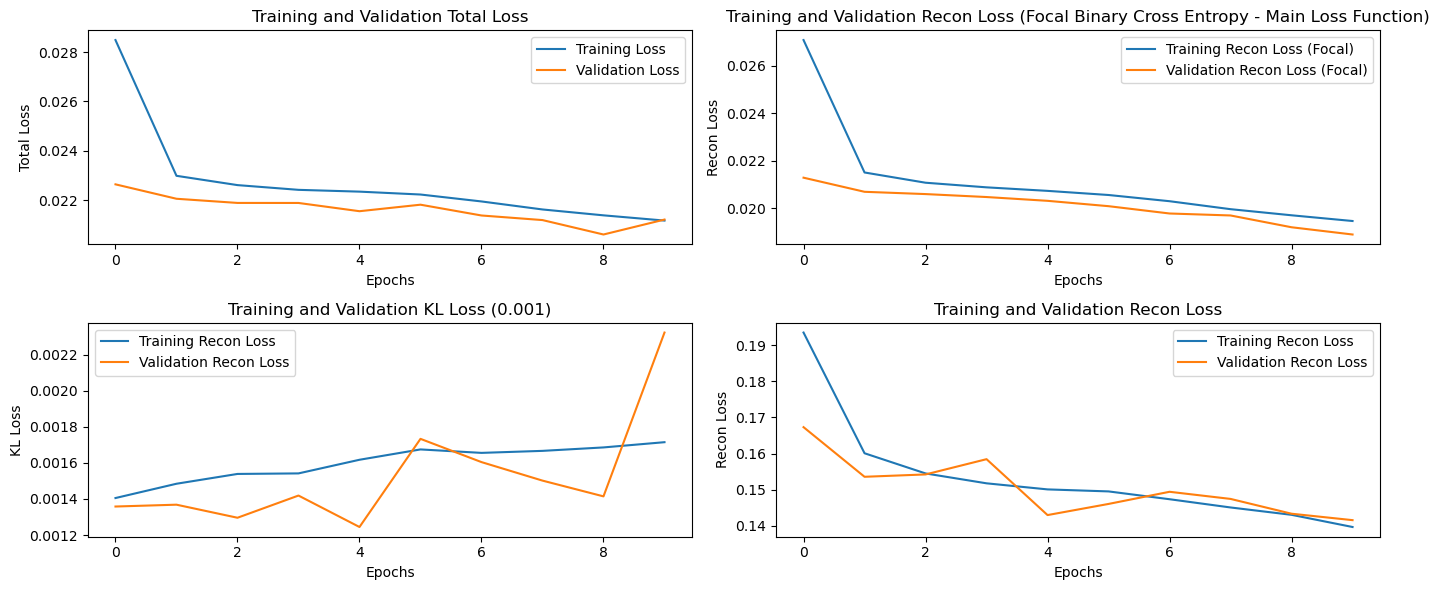 Training and Validation Total Loss
Training Loss
Validation Loss
Total Loss
0.028
0.026
0.024
0.022
0 2 4 6 8
Epochs
Training and Validation Recon Loss (Focal Binary Cross Entropy - Main Loss Function)
Training Recon Loss (Focal)
Validation Recon Loss (Focal)
Recon Loss
0.026
0.024
0.022
0.020
0 2 4 6 8
Epochs
Training and Validation KL Loss (0.001)
Training Recon Loss
Validation Recon Loss
KL Loss
0.0022
0.0020
0.0018
0.0016
0.0014
0.0012
0 2 4 6 8
Epochs
Training and Validation Recon Loss
Training Recon Loss
Validation Recon Loss
Recon Loss
0.19
0.18
0.17
0.16
0.15
0.14
0 2 4 6 8
Epochs